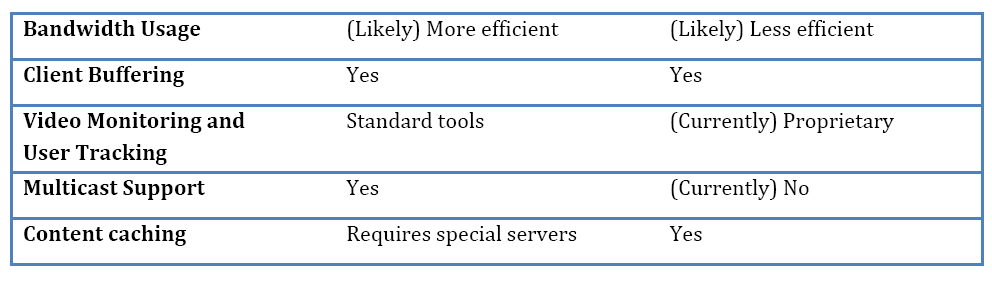 Bandwidth Usage (Likely) More efficient (Likely) Less efficient
Client Buffering Yes Yes
Video Monitoring and Standard tools (Currently) Proprietary
User Tracking
Multicast Support Yes (Currently) No
Content caching Requires special servers Yes